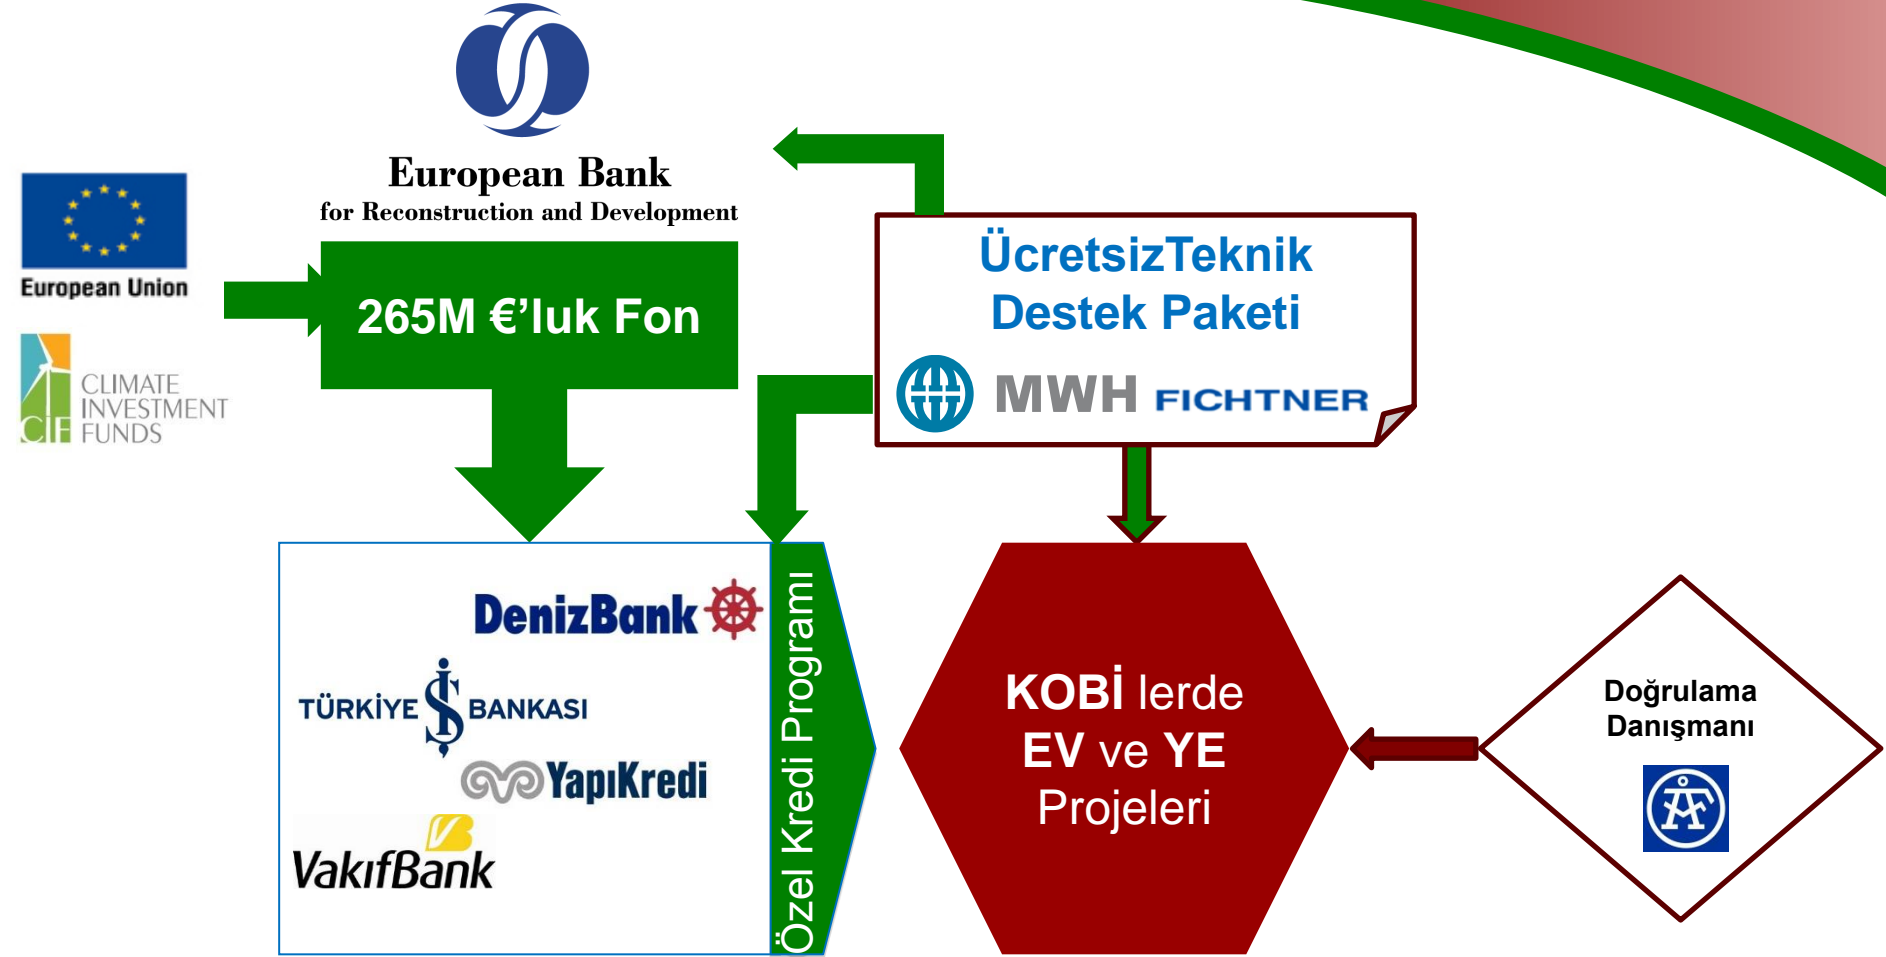 European Bank
for Reconstruction and Development
European Union
CLIMATE
INVESTMENT
FUNDS
CIF
265M €’luk Fon
ÜcretsizTeknik
Destek Paketi
MWH
FICHTNER
DenizBank
TÜRKİYE İŞ BANKASI
YapıKredi
VakıfBank
Özel Kredi Programı
KOBİ lerde
EV ve YE
Projeleri
Doğrulama
Danışmanı
ÅF